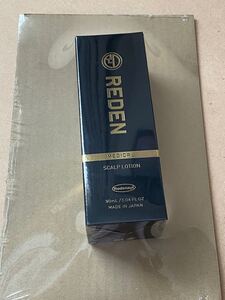 REDEN
MEDICAL
SCALP LOTION
90mL / 3.04 FL.OZ
MADE IN JAPAN